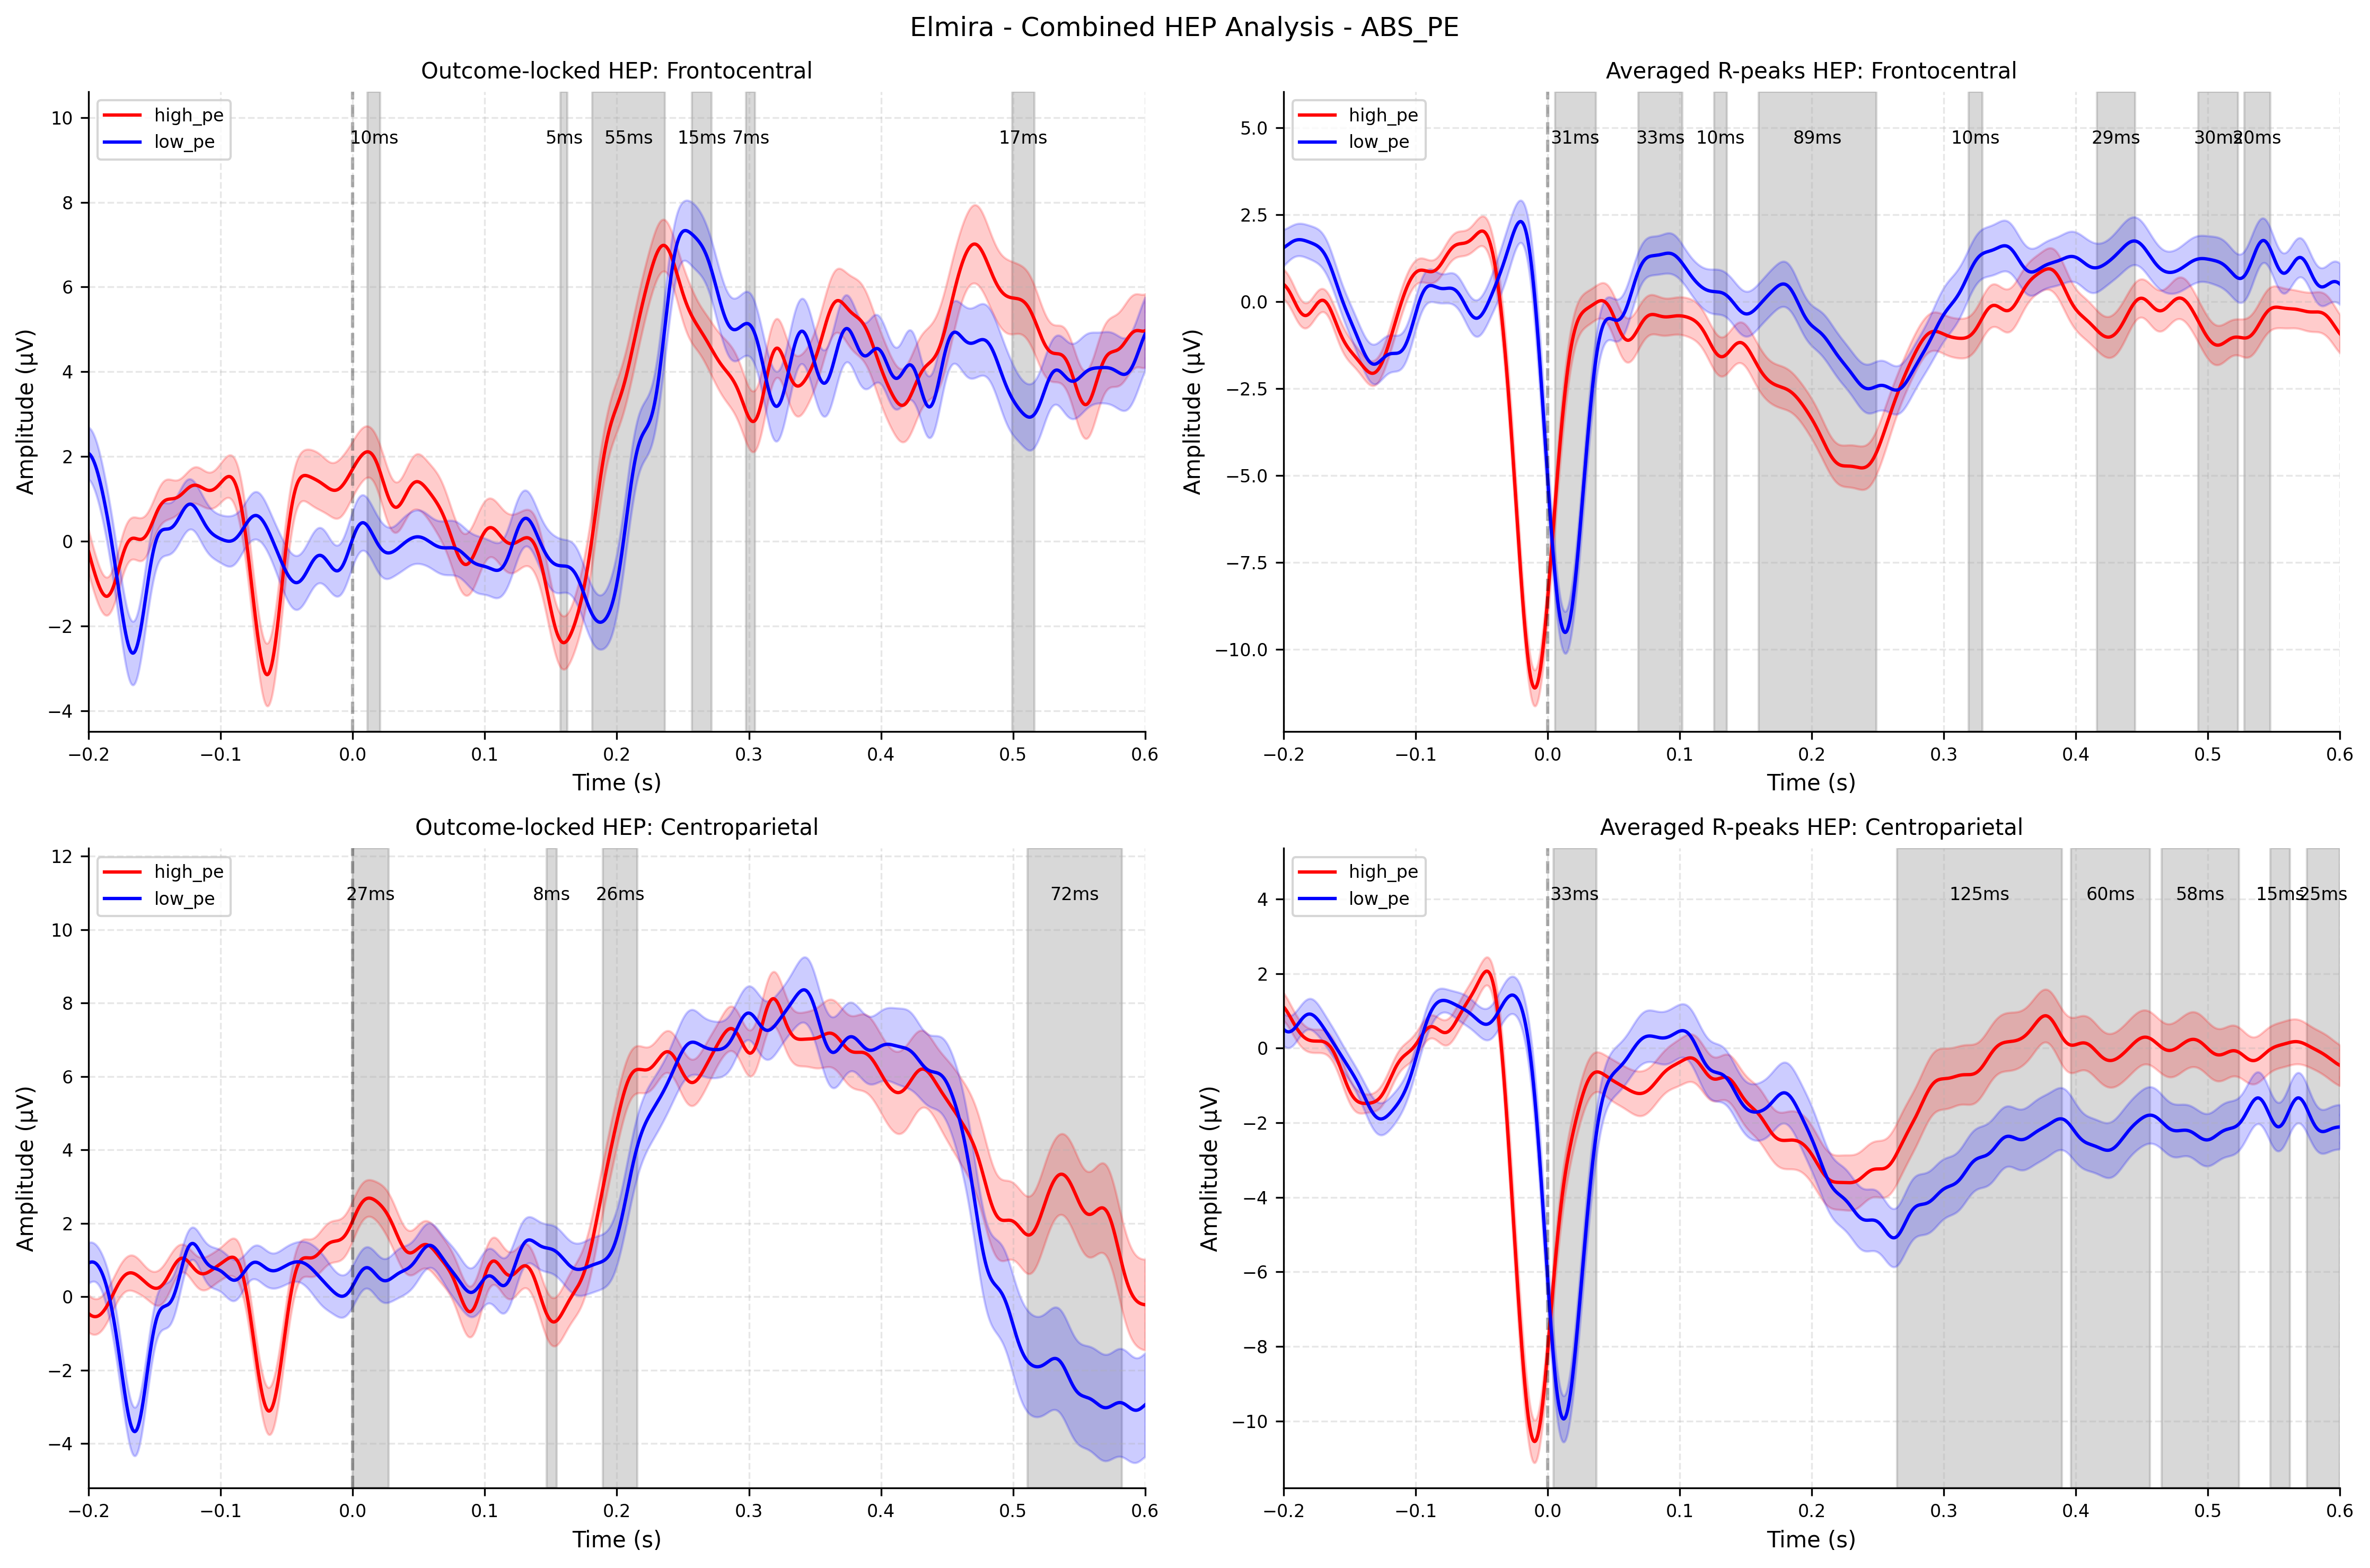 Elmira - Combined HEP Analysis - ABS_PE
Outcome-locked HEP: Frontocentral
high_pe
low_pe
10ms
5ms
55ms
15ms
7ms
17ms
10
8
6
4
2
0
−2
−4
Amplitude (µV)
−0.2
−0.1
0.0
0.1
0.2
0.3
0.4
0.5
0.6
Time (s)
Averaged R-peaks HEP: Frontocentral
high_pe
low_pe
31ms
33ms
10ms
89ms
10ms
29ms
30ms
20ms
5.0
2.5
0.0
−2.5
−5.0
−7.5
−10.0
Amplitude (µV)
−0.2
−0.1
0.0
0.1
0.2
0.3
0.4
0.5
0.6
Time (s)
Outcome-locked HEP: Centroparietal
high_pe
low_pe
27ms
8ms
26ms
72ms
12
10
8
6
4
2
0
−2
−4
Amplitude (µV)
−0.2
−0.1
0.0
0.1
0.2
0.3
0.4
0.5
0.6
Time (s)
Averaged R-peaks HEP: Centroparietal
high_pe
low_pe
33ms
125ms
60ms
58ms
15ms
25ms
4
2
0
−2
−4
−6
−8
−10
Amplitude (µV)
−0.2
−0.1
0.0
0.1
0.2
0.3
0.4
0.5
0.6
Time (s)